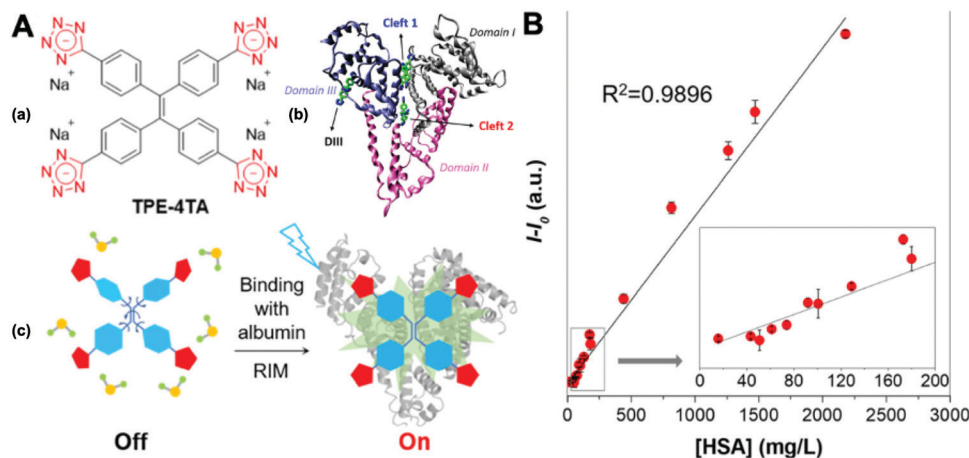 A
B
(a)
N N N N
N N N N
Na+
Na+
Na+
Na+
N N N N
N N N N
TPE-4TA
(b)
Cleft 1
Domain I
Domain III
DIII
Cleft 2
Domain II
(c)
Binding
with
albumin
RIM
Off
On
R²=0.9896
I-I₀ (a.u.)
0 40 80 120 160 200
0 500 1000 1500 2000 2500 3000
[HSA] (mg/L)